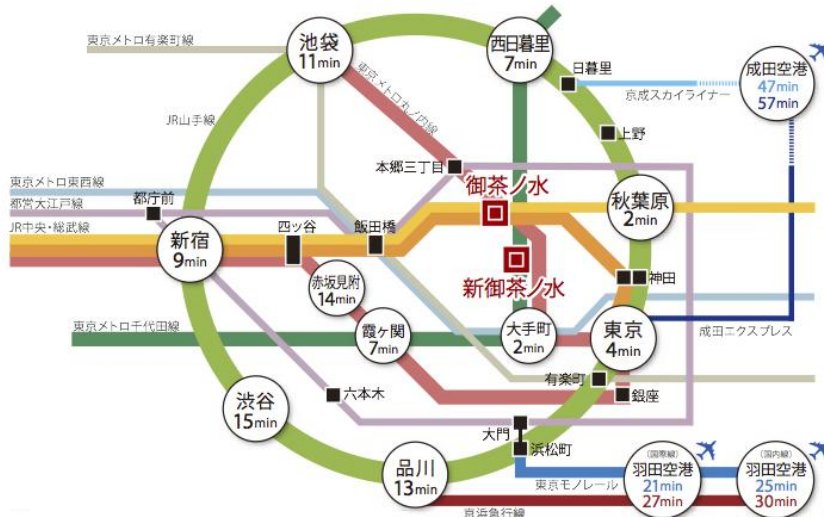 東京メトロ有楽町線
池袋
11min
西日暮里
7min
日暮里
京成スカイライナー
成田空港
47min
57min
東京メトロ丸ノ内線
JR山手線
上野
本郷三丁目
御茶ノ水
秋葉原
2min
東京メトロ東西線
都営大江戸線
都庁前
JR中央・総武線
新宿
9min
四ッ谷
飯田橋
新御茶ノ水
神田
赤坂見附
14min
東京メトロ千代田線
霞ヶ関
7min
大手町
2min
東京
4min
成田エクスプレス
有楽町
銀座
六本木
渋谷
15min
大門
浜松町
品川
13min
東京モノレール
(国際線)
羽田空港
21min
27min
(国内線)
羽田空港
25min
30min
京浜急行線